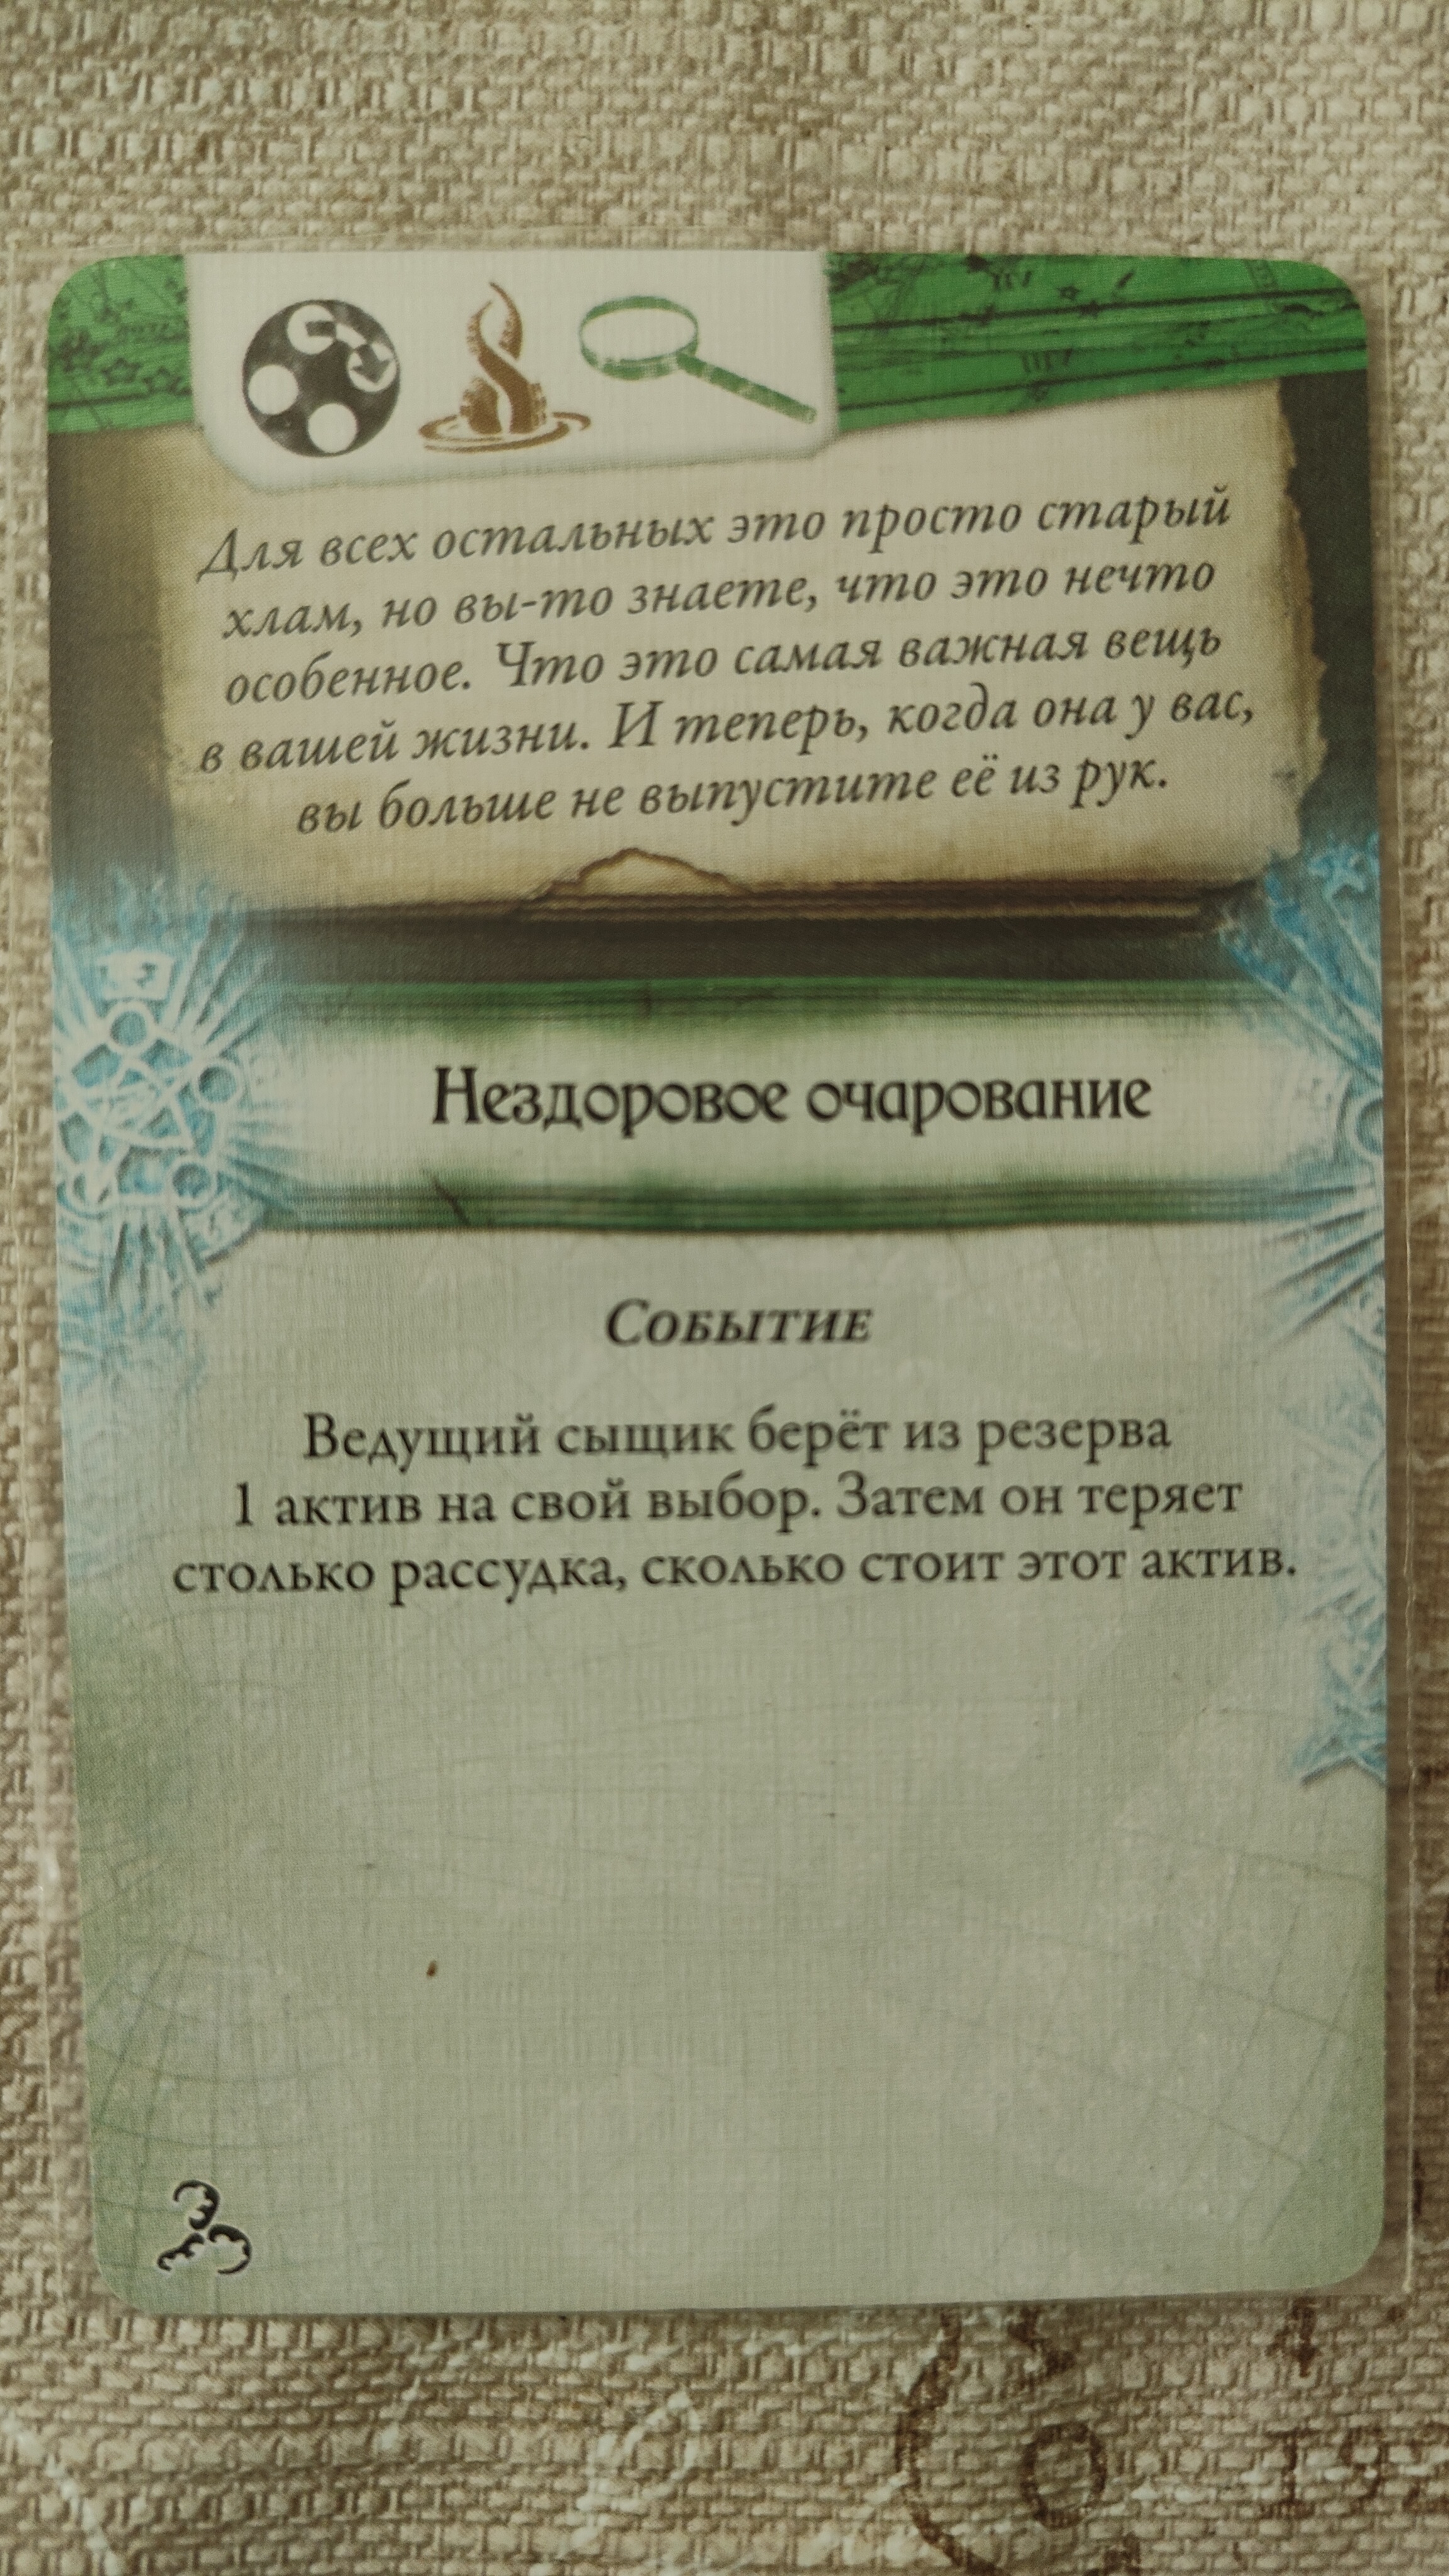 Для всех остальных это просто старый
хлам, но вы-то знаете, что это нечто
особенное. Что это самая важная вещь
в вашей жизни. И теперь, когда она у вас,
вы больше не выпустите её из рук.
Нездоровое очарование
Событие
Ведущий сыщик берёт из резерва
1 актив на свой выбор. Затем он теряет
столько рассудка, сколько стоит этот актив.